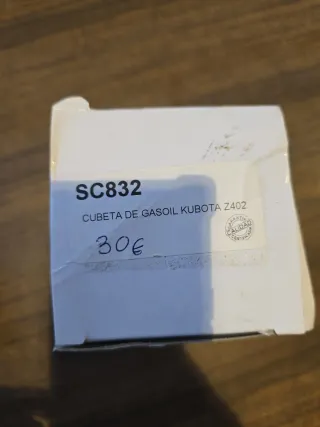 SC832
CUBETA DE GASOIL KUBOTA Z402
30€